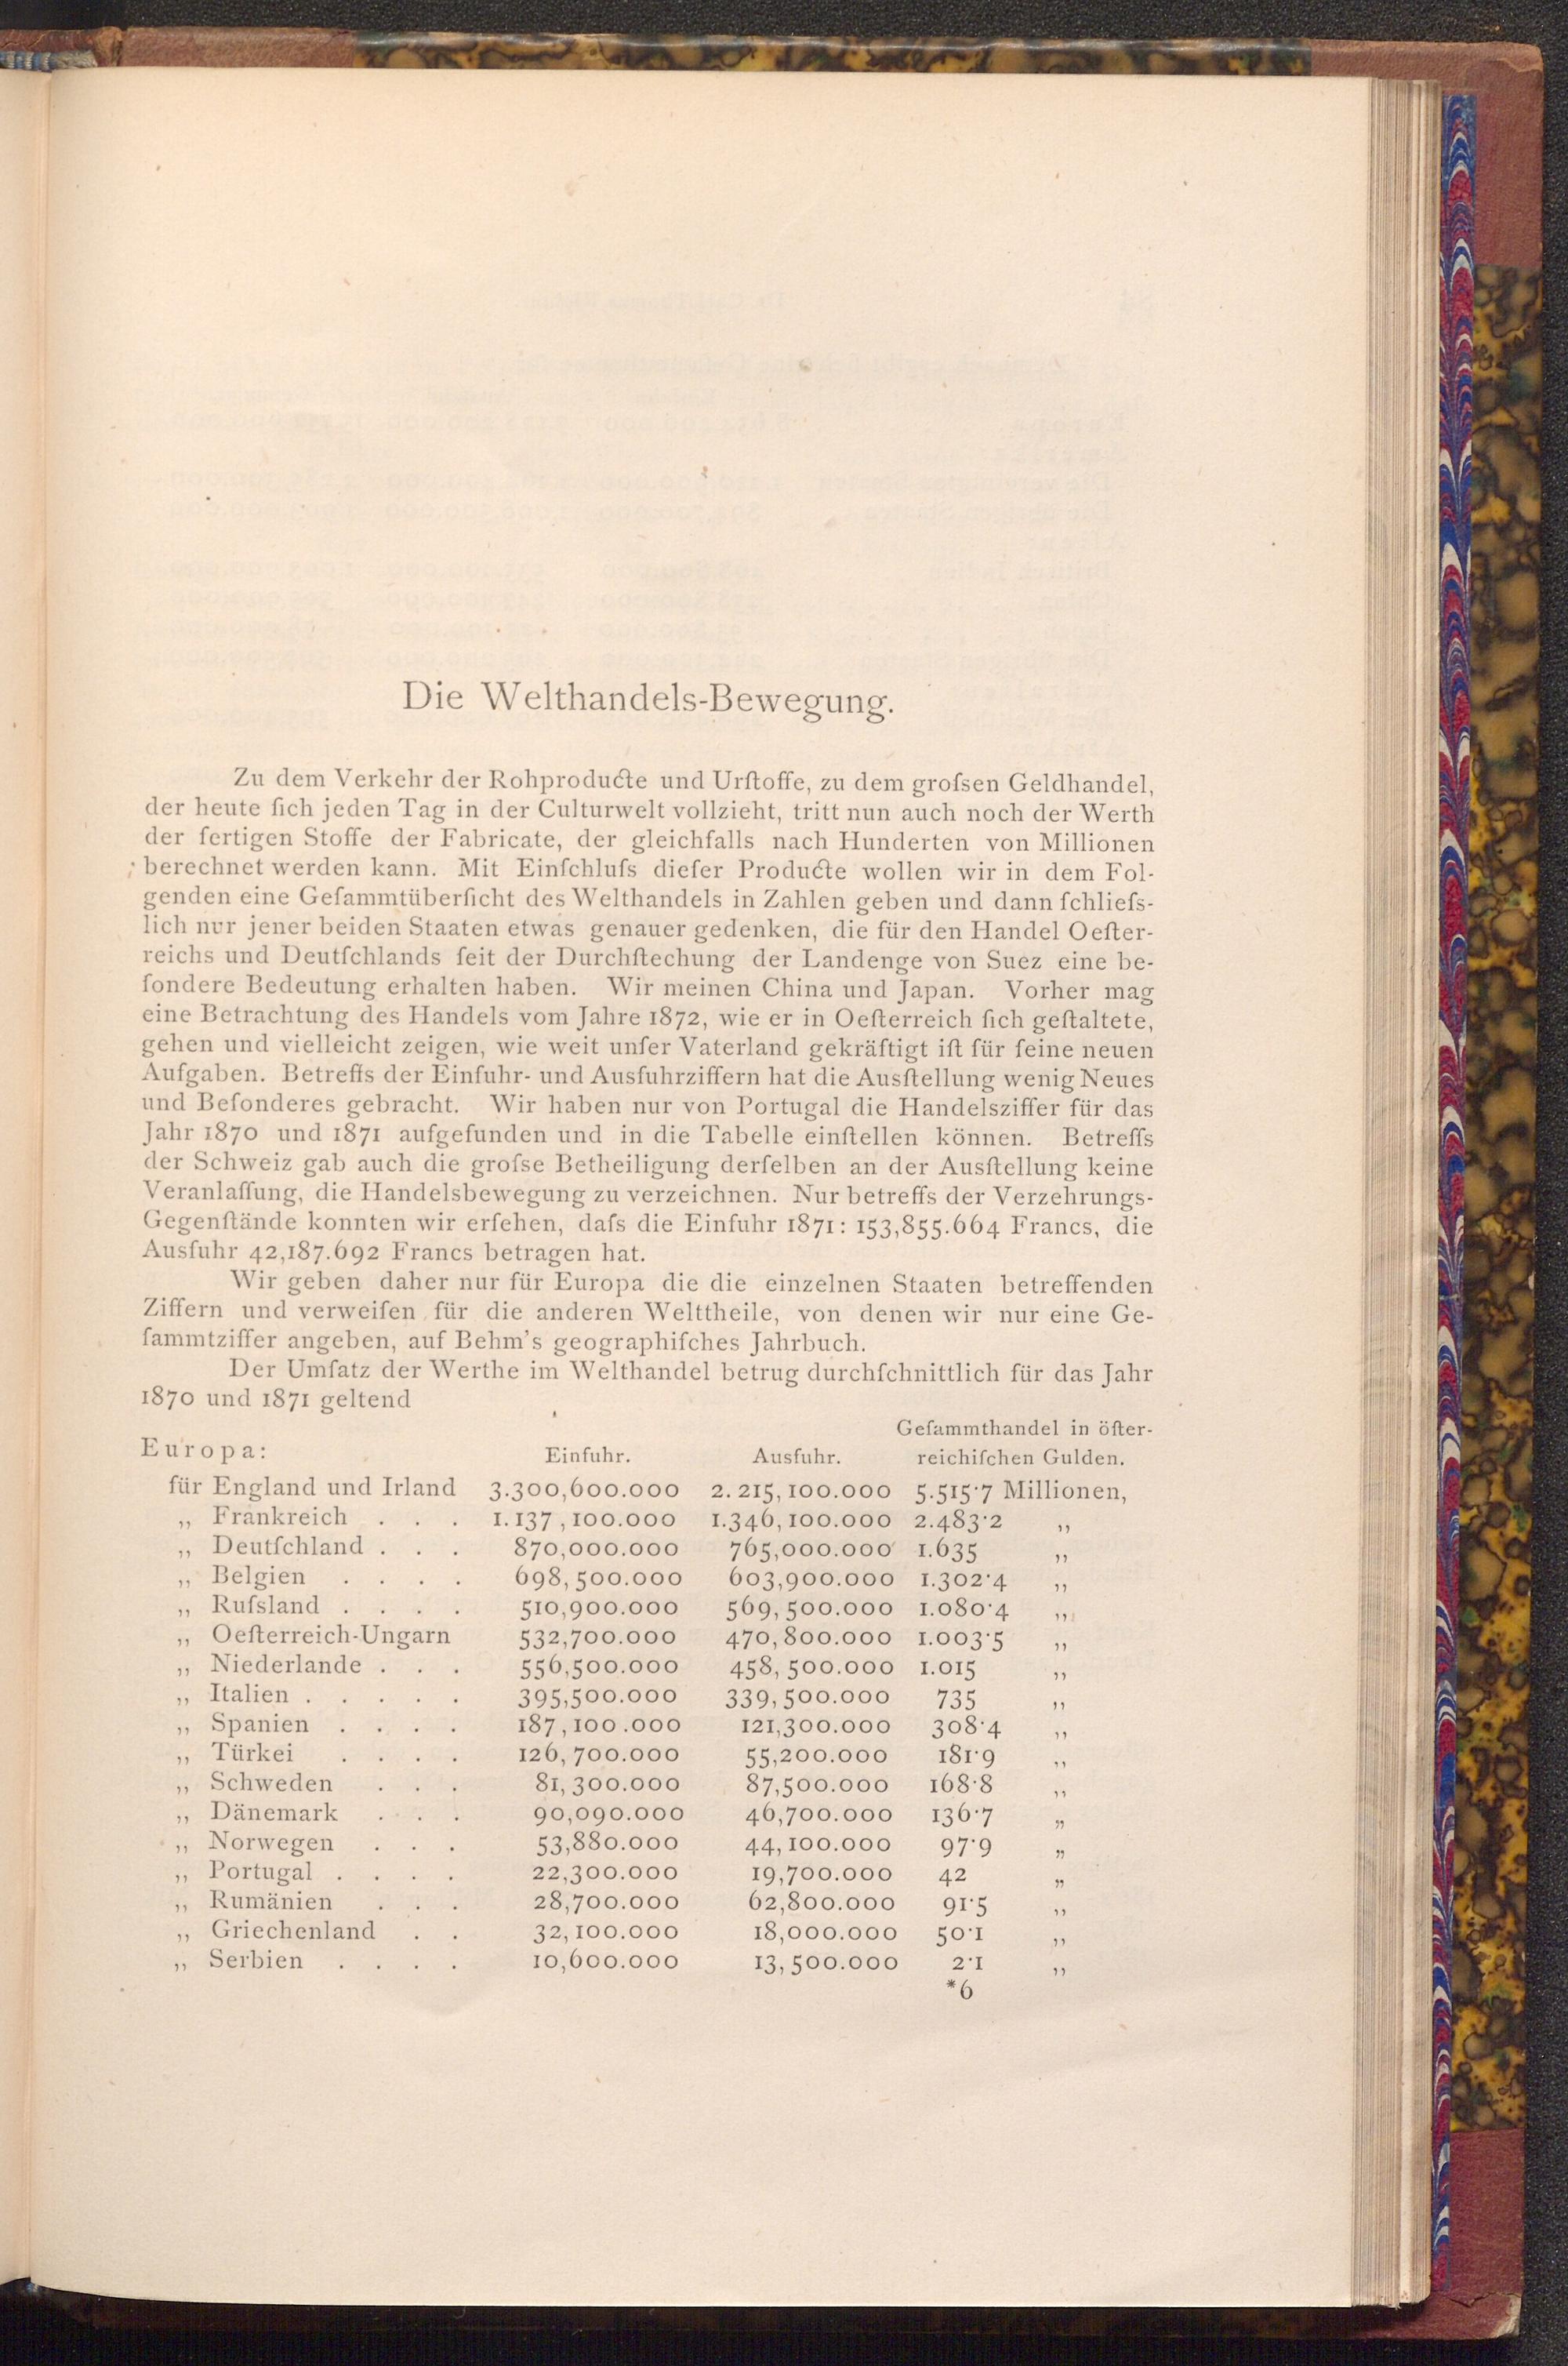 Die Welthandels-Bewegung.
Zu dem Verkehr der Rohproducte und Urſtoffe, zu dem groſsen Geldhandel,
der heute ſich jeden Tag in der Culturwelt vollzieht, tritt nun auch noch der Werth
der fertigen Stoffe der Fabricate, der gleichfalls nach Hunderten von Millionen
berechnet werden kann. Mit Einſchluſs dieſer Producte wollen wir in dem Fol-
genden eine Geſammtüberſicht des Welthandels in Zahlen geben und dann ſchlieſs-
lich nur jener beiden Staaten etwas genauer gedenken, die für den Handel Oeſter-
reichs und Deutſchlands ſeit der Durchſtechung der Landenge von Suez eine be-
ſondere Bedeutung erhalten haben. Wir meinen China und Japan. Vorher mag
eine Betrachtung des Handels vom Jahre 1872, wie er in Oeſterreich ſich geſtaltete,
gehen und vielleicht zeigen, wie weit unſer Vaterland gekräftigt iſt für ſeine neuen
Aufgaben. Betreffs der Einfuhr- und Ausfuhrziffern hat die Ausſtellung wenig Neues
und Beſonderes gebracht. Wir haben nur von Portugal die Handelsziffer für das
Jahr 1870 und 1871 aufgefunden und in die Tabelle einſtellen können. Betreffs
der Schweiz gab auch die groſse Betheiligung derſelben an der Ausſtellung keine
Veranlaſſung, die Handelsbewegung zu verzeichnen. Nur betreffs der Verzehrungs-
Gegenſtände konnten wir erſehen, daſs die Einfuhr 1871: 153,855.664 Francs, die
Ausfuhr 42,187.692 Francs betragen hat.
Wir geben daher nur für Europa die die einzelnen Staaten betreffenden
Ziffern und verweiſen für die anderen Welttheile, von denen wir nur eine Ge-
ſammtziffer angeben, auf Behm's geographiſches Jahrbuch.
Der Umſatz der Werthe im Welthandel betrug durchſchnittlich für das Jahr
1870 und 1871 geltend
Geſammthandel in öſter-
Europa: Einfuhr. Ausfuhr. reichiſchen Gulden.
für England und Irland 3.300,600.000 2.215,100.000 5.515·7 Millionen,
„ Frankreich . . . 1.137,100.000 1.346,100.000 2.483·2 „
„ Deutſchland . . . 870,000.000 765,000.000 1.635 „
„ Belgien . . . . 698,500.000 603,900.000 1.302·4 „
„ Ruſsland . . . . 510,900.000 569,500.000 1.080·4 „
„ Oeſterreich-Ungarn 532,700.000 470,800.000 1.003·5 „
„ Niederlande . . . 556,500.000 458,500.000 1.015 „
„ Italien . . . . . 395,500.000 339,500.000 735 „
„ Spanien . . . . 187,100.000 121,300.000 308·4 „
„ Türkei . . . . 126,700.000 55,200.000 181·9 „
„ Schweden . . . 81,300.000 87,500.000 168·8 „
„ Dänemark . . . 90,090.000 46,700.000 136·7 „
„ Norwegen . . . 53,880.000 44,100.000 97·9 „
„ Portugal . . . . 22,300.000 19,700.000 42 „
„ Rumänien . . . 28,700.000 62,800.000 91·5 „
„ Griechenland . . 32,100.000 18,000.000 50·1 „
„ Serbien . . . . 10,600.000 13,500.000 2·1 „
*6